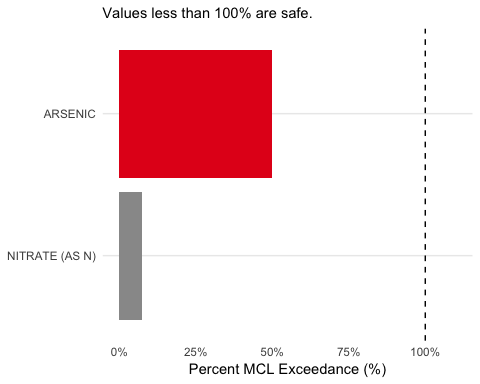 Values less than 100% are safe.
ARSENIC
NITRATE (AS N)
0% 25% 50% 75% 100%
Percent MCL Exceedance (%)